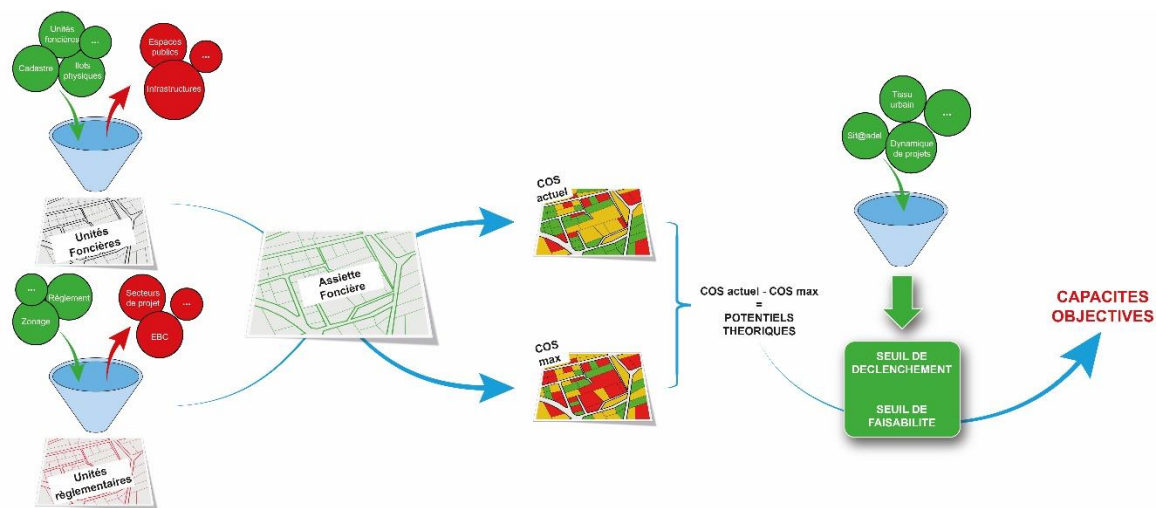 Unités
foncières
...
Cadastre
Ilots
physiques
Espaces
publics
...
Infrastructures
Unités
Foncières
...
Règlement
Zonage
Secteurs
de projet
...
EBC
Unités
règlementaires
Assiette
Foncière
COS
actuel
COS
max
COS actuel - COS max
=
POTENTIELS
THEORIQUES
Tissu
urbain
...
Sit@del
Dynamique
de projets
SEUIL DE
DECLENCHEMENT
SEUIL DE
FAISABILITE
CAPACITES
OBJECTIVES